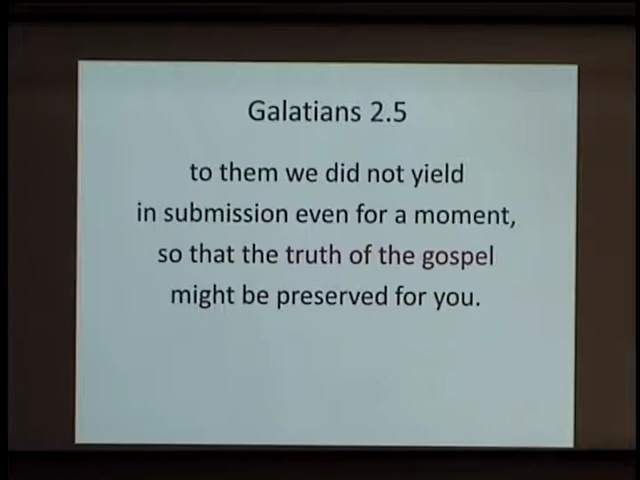 Galatians 2.5
to them we did not yield
in submission even for a moment,
so that the truth of the gospel
might be preserved for you.